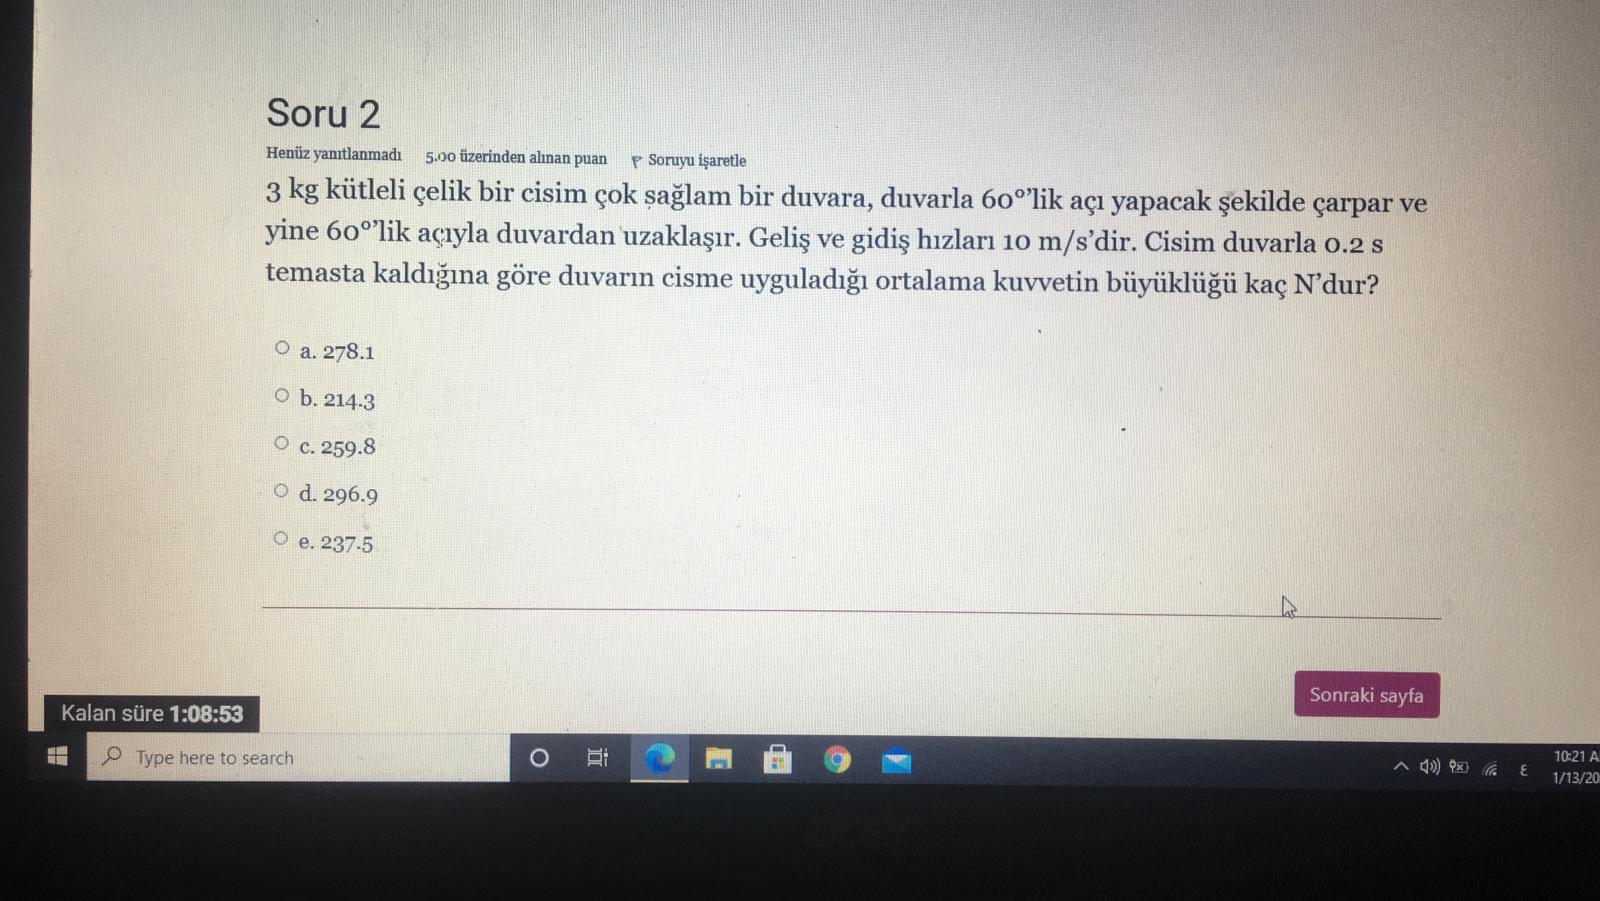 Soru 2
Henüz yanıtlanmadı 5.00 üzerinden alınan puan Soruyu işaretle
3 kg kütleli çelik bir cisim çok sağlam bir duvara, duvarla 60º'lik açı yapacak şekilde çarpar ve
yine 60º'lik açıyla duvardan uzaklaşır. Geliş ve gidiş hızları 10 m/s'dir. Cisim duvarla 0.2 s
temasta kaldığına göre duvarın cisme uyguladığı ortalama kuvvetin büyüklüğü kaç N'dur?
a. 278.1
b. 214.3
c. 259.8
d. 296.9
e. 237.5
Sonraki sayfa
Kalan süre 1:08:53
Type here to search
ع
10:21 A
1/13/20
acer